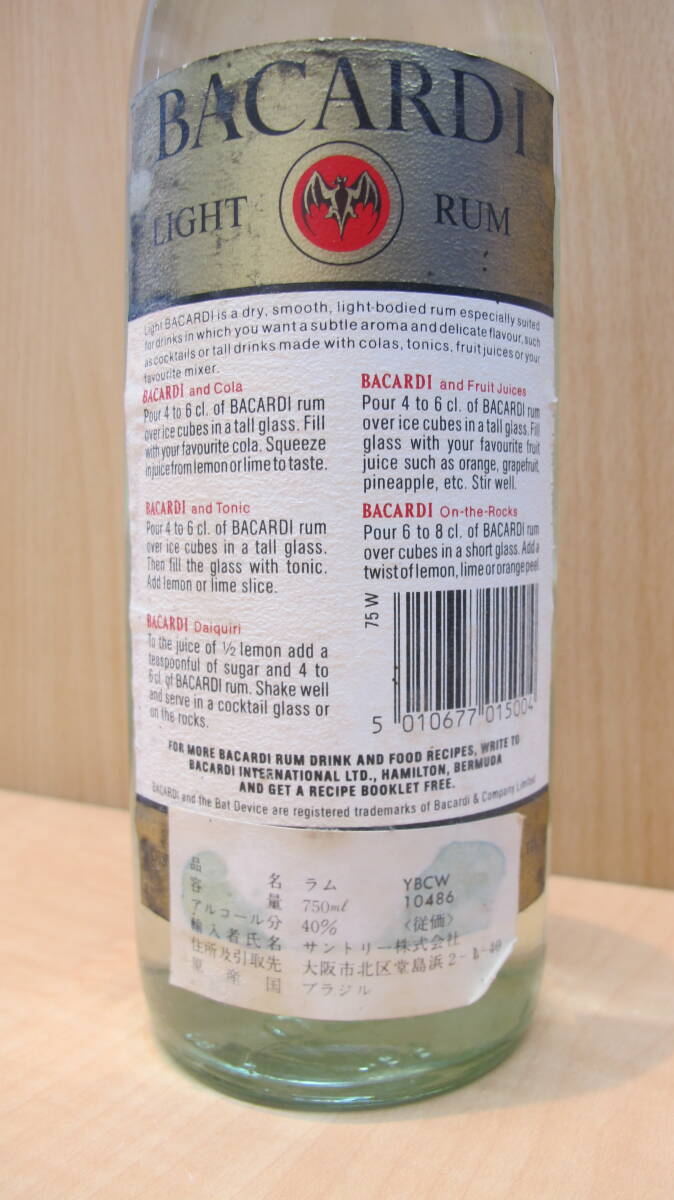 BACARDI
LIGHT RUM
Light BACARDI is a dry, smooth, light-bodied rum especially suited
for drinks in which you want a subtle aroma and delicate flavour, such
as cocktails or tall drinks made with colas, tonics, fruit juices or your
favourite mixer.
BACARDI and Cola
Pour 4 to 6 cl. of BACARDI rum
over ice cubes in a tall glass. Fill
with your favourite cola. Squeeze
in juice from lemon or lime to taste.
BACARDI and Tonic
Pour 4 to 6 cl. of BACARDI rum
over ice cubes in a tall glass.
Then fill the glass with tonic.
Add lemon or lime slice.
BACARDI Daiquiri
To the juice of ½ lemon add a
teaspoonful of sugar and 4 to
6 cl. of BACARDI rum. Shake well
and serve in a cocktail glass or
on the rocks.
BACARDI and Fruit Juices
Pour 4 to 6 cl. of BACARDI rum
over ice cubes in a tall glass. Fill
glass with your favourite fruit
juice such as orange, grapefruit,
pineapple, etc. Stir well.
BACARDI On-the-Rocks
Pour 6 to 8 cl. of BACARDI rum
over cubes in a short glass. Add a
twist of lemon, lime or orange peel.
75 W
5 010677 015004
FOR MORE BACARDI RUM DRINK AND FOOD RECIPES, WRITE TO
BACARDI INTERNATIONAL LTD., HAMILTON, BERMUDA
AND GET A RECIPE BOOKLET FREE.
BACARDI and the Bat Device are registered trademarks of Bacardi & Company Limited
品名 ラム YBCW
容量 750ml 10486
アルコール分 40% 〈従価〉
輸入者氏名 サントリー株式会社
住所及引取先 大阪市北区堂島浜2-1-40
原産国 ブラジル